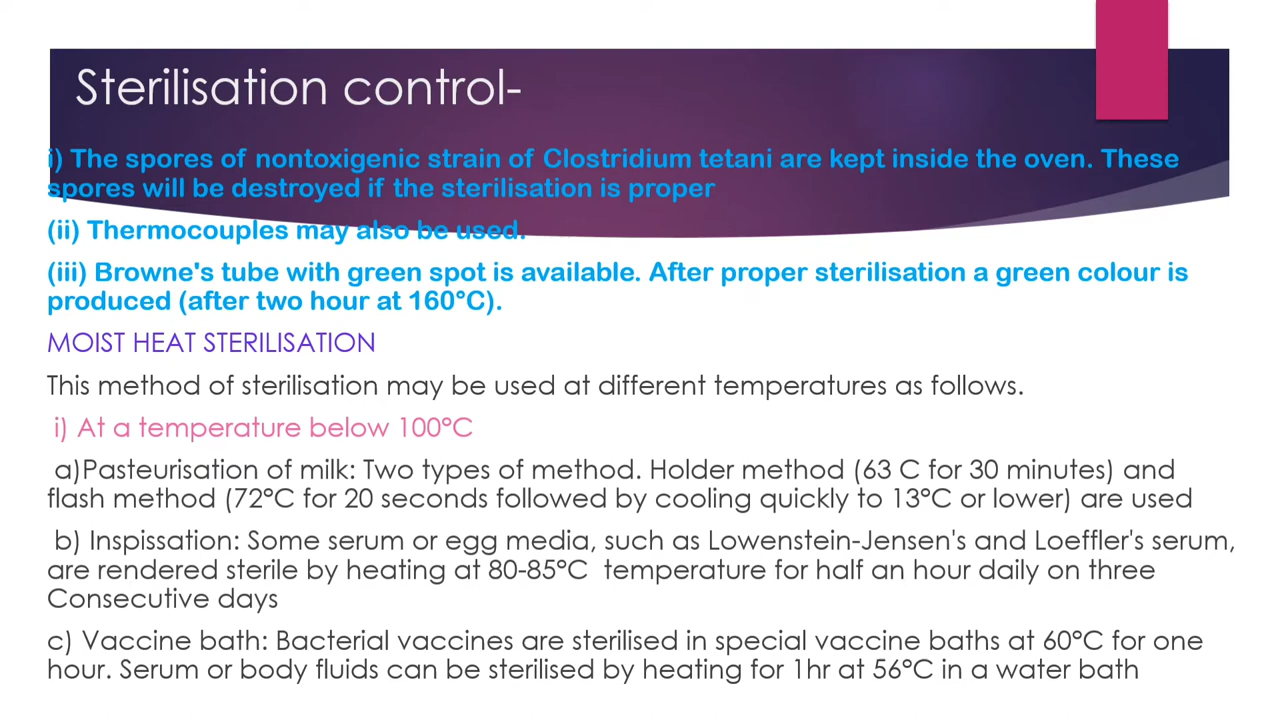 Sterilisation control-
i) The spores of nontoxigenic strain of Clostridium tetani are kept inside the oven. These
spores will be destroyed if the sterilisation is proper
(ii) Thermocouples may also be used.
(iii) Browne's tube with green spot is available. After proper sterilisation a green colour is
produced (after two hour at 160°C).
MOIST HEAT STERILISATION
This method of sterilisation may be used at different temperatures as follows.
i) At a temperature below 100°C
a)Pasteurisation of milk: Two types of method. Holder method (63 C for 30 minutes) and
flash method (72°C for 20 seconds followed by cooling quickly to 13°C or lower) are used
b) Inspissation: Some serum or egg media, such as Lowenstein-Jensen's and Loeffler's serum,
are rendered sterile by heating at 80-85°C temperature for half an hour daily on three
Consecutive days
c) Vaccine bath: Bacterial vaccines are sterilised in special vaccine baths at 60°C for one
hour. Serum or body fluids can be sterilised by heating for 1hr at 56°C in a water bath